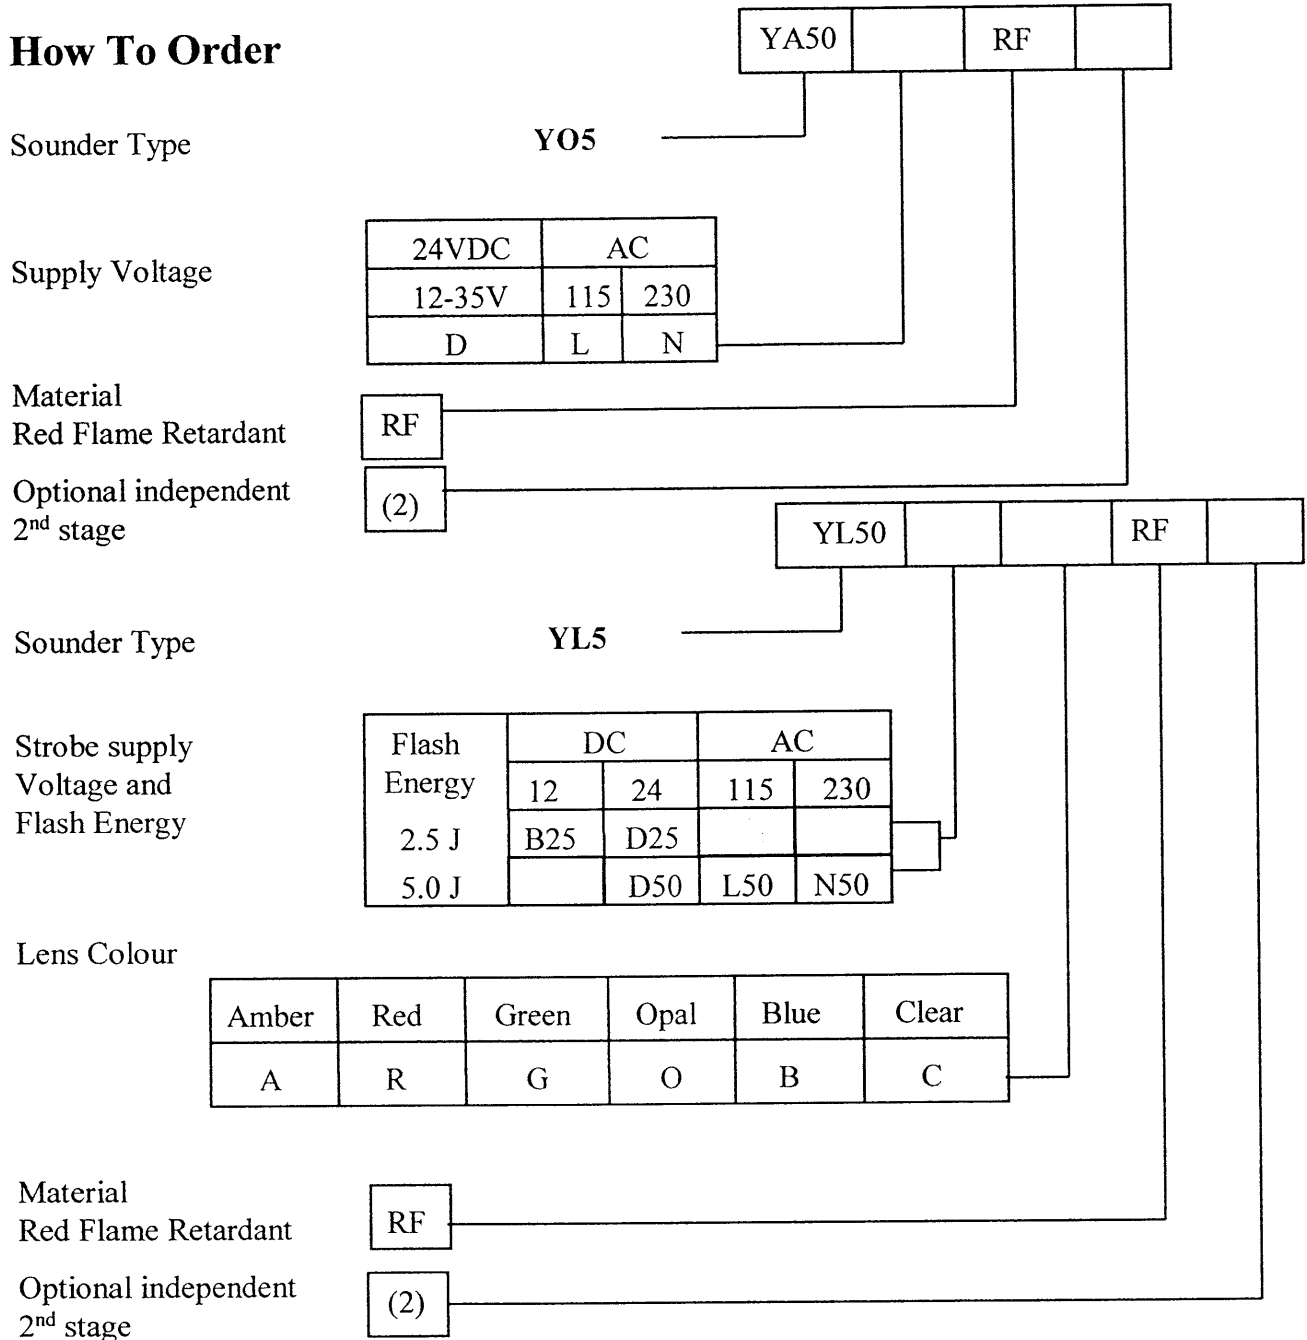 How To Order
YA50 RF
Sounder Type YO5
Supply Voltage
24VDC AC
12-35V 115 230
D L N
Material
Red Flame Retardant
RF
Optional independent
2nd stage
(2)
YL50 RF
Sounder Type YL5
Strobe supply
Voltage and
Flash Energy
Flash DC AC
Energy 12 24 115 230
2.5 J B25 D25
5.0 J D50 L50 N50
Lens Colour
Amber Red Green Opal Blue Clear
A R G O B C
Material
Red Flame Retardant
RF
Optional independent
2nd stage
(2)